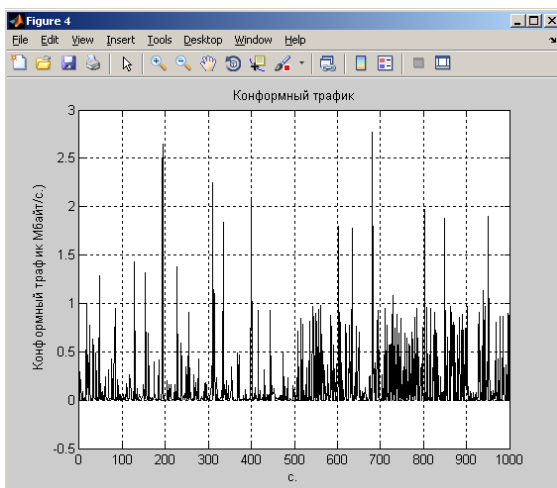 Figure 4
File Edit View Insert Tools Desktop Window Help
Конформный трафик
Конформный трафик Мбайт/с.)
3
2.5
2
1.5
1
0.5
0
-0.5
0 100 200 300 400 500 600 700 800 900 1000
с.